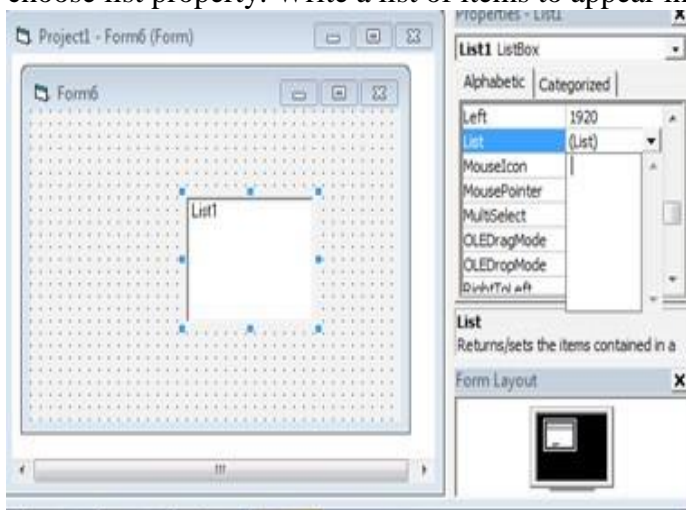 choose list property. Write a list of items to appear in
Project1 - Form6 (Form)
Form6
List1
Properties - List1
X
List1 ListBox
Alphabetic
Categorized
Left 1920
List (List)
MouseIcon
MousePointer
MultiSelect
OLEDragMode
OLEDropMode
RightToLeft
List
Returns/sets the items contained in a
Form Layout
X